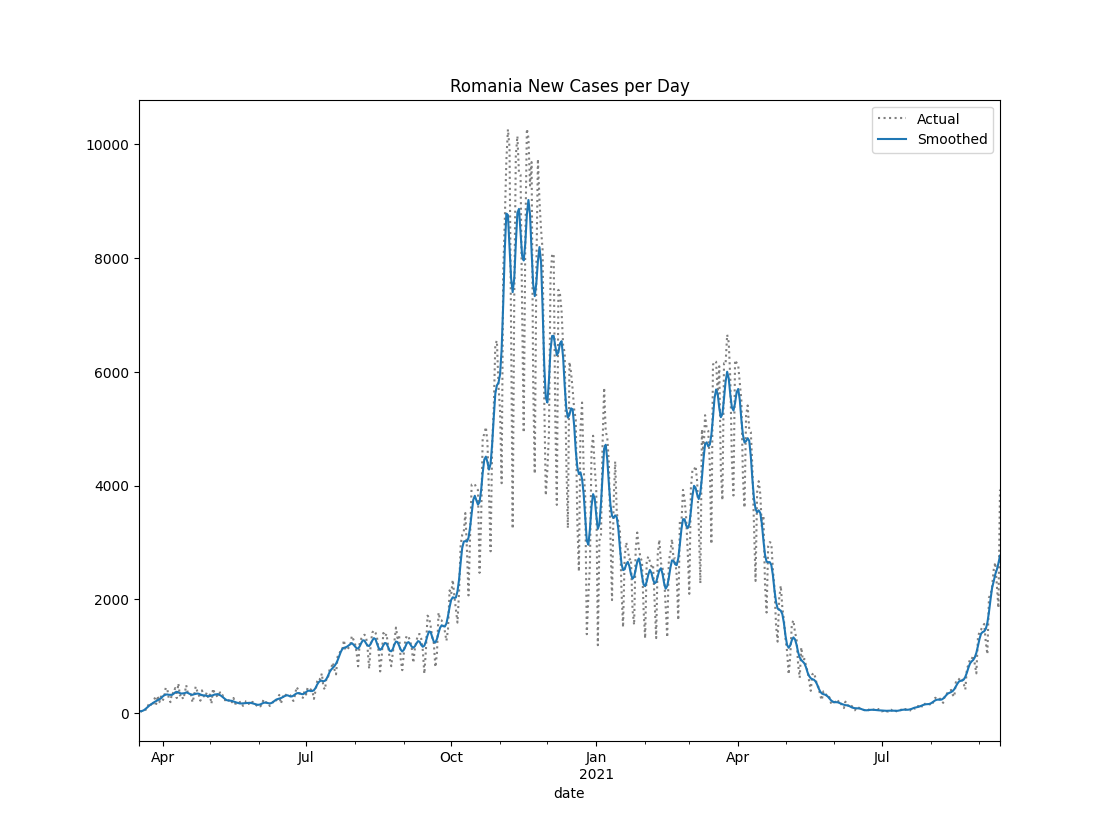 Romania New Cases per Day
Actual
Smoothed
10000
8000
6000
4000
2000
0
Apr Jul Oct Jan Apr Jul
2021
date